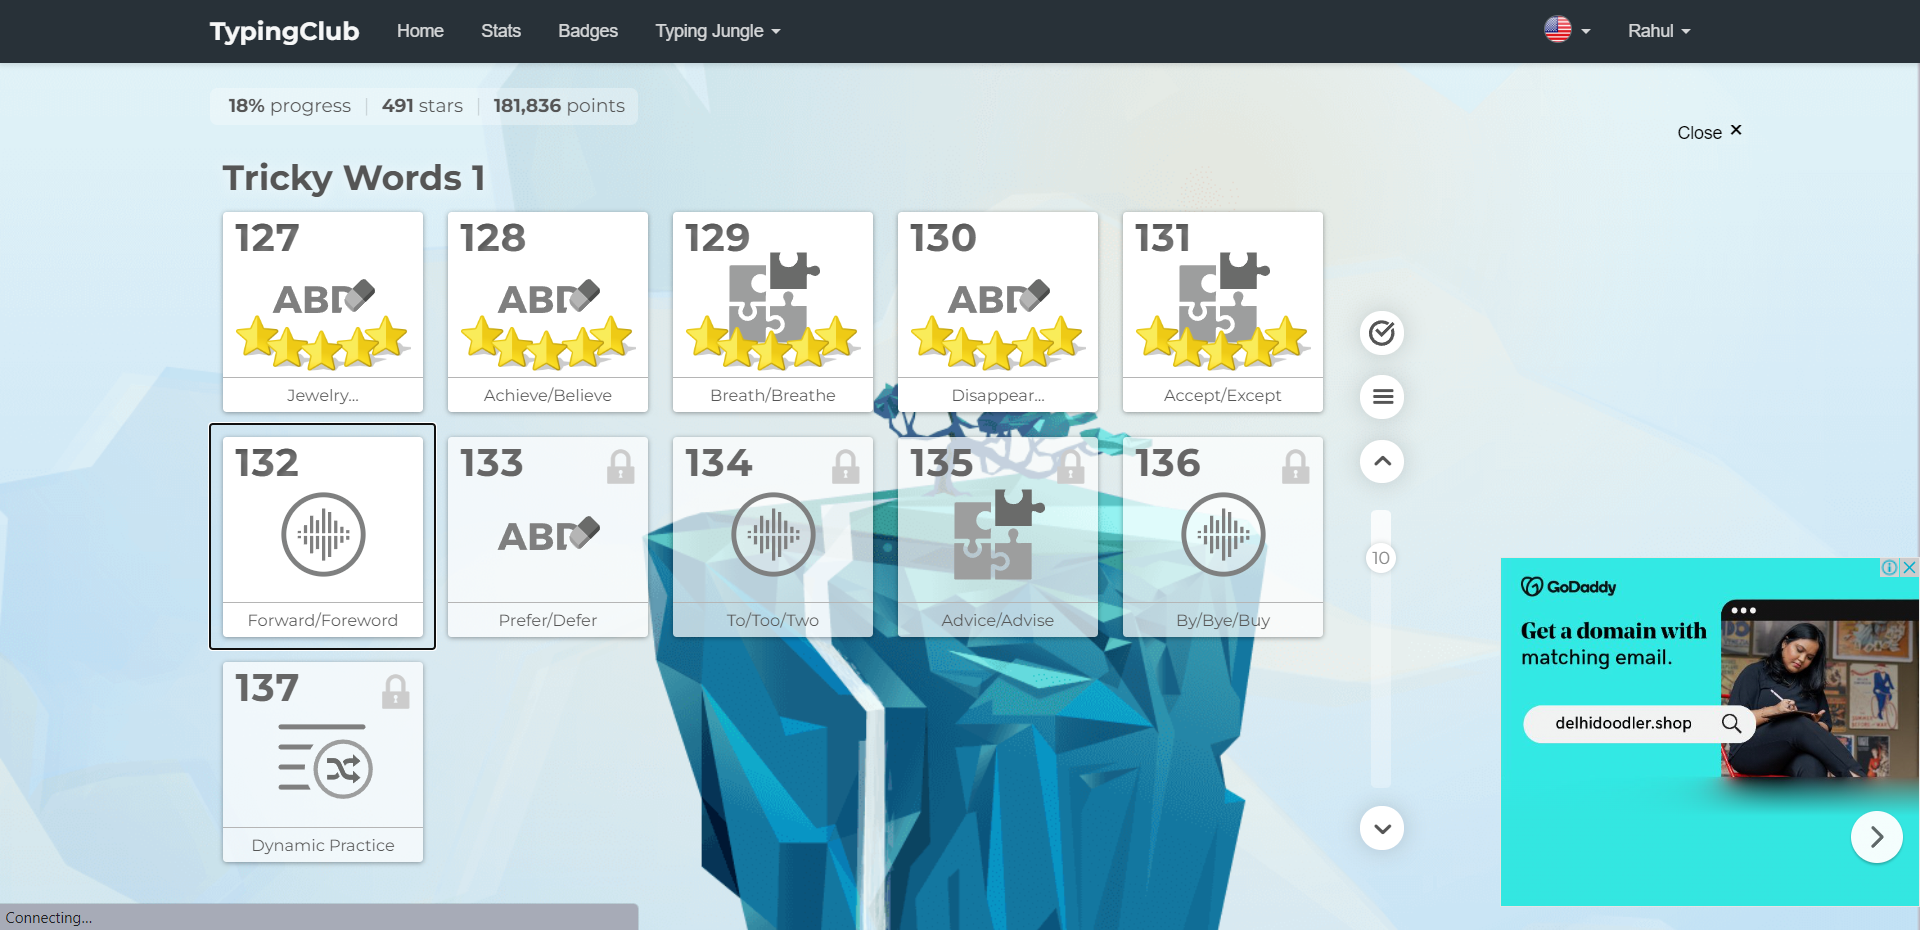 TypingClub Home Stats Badges Typing Jungle Rahul
18% progress 491 stars 181,836 points
Close
Tricky Words 1
127 128 129 130 131
ABD ABD ABD
Jewelry... Achieve/Believe Breath/Breathe Disappear... Accept/Except
132 133 134 135 136
ABD
Forward/Foreword Prefer/Defer To/Too/Two Advice/Advise By/Bye/Buy
10
137
Dynamic Practice
GoDaddy
Get a domain with
matching email.
delhidoodler.shop
Connecting...